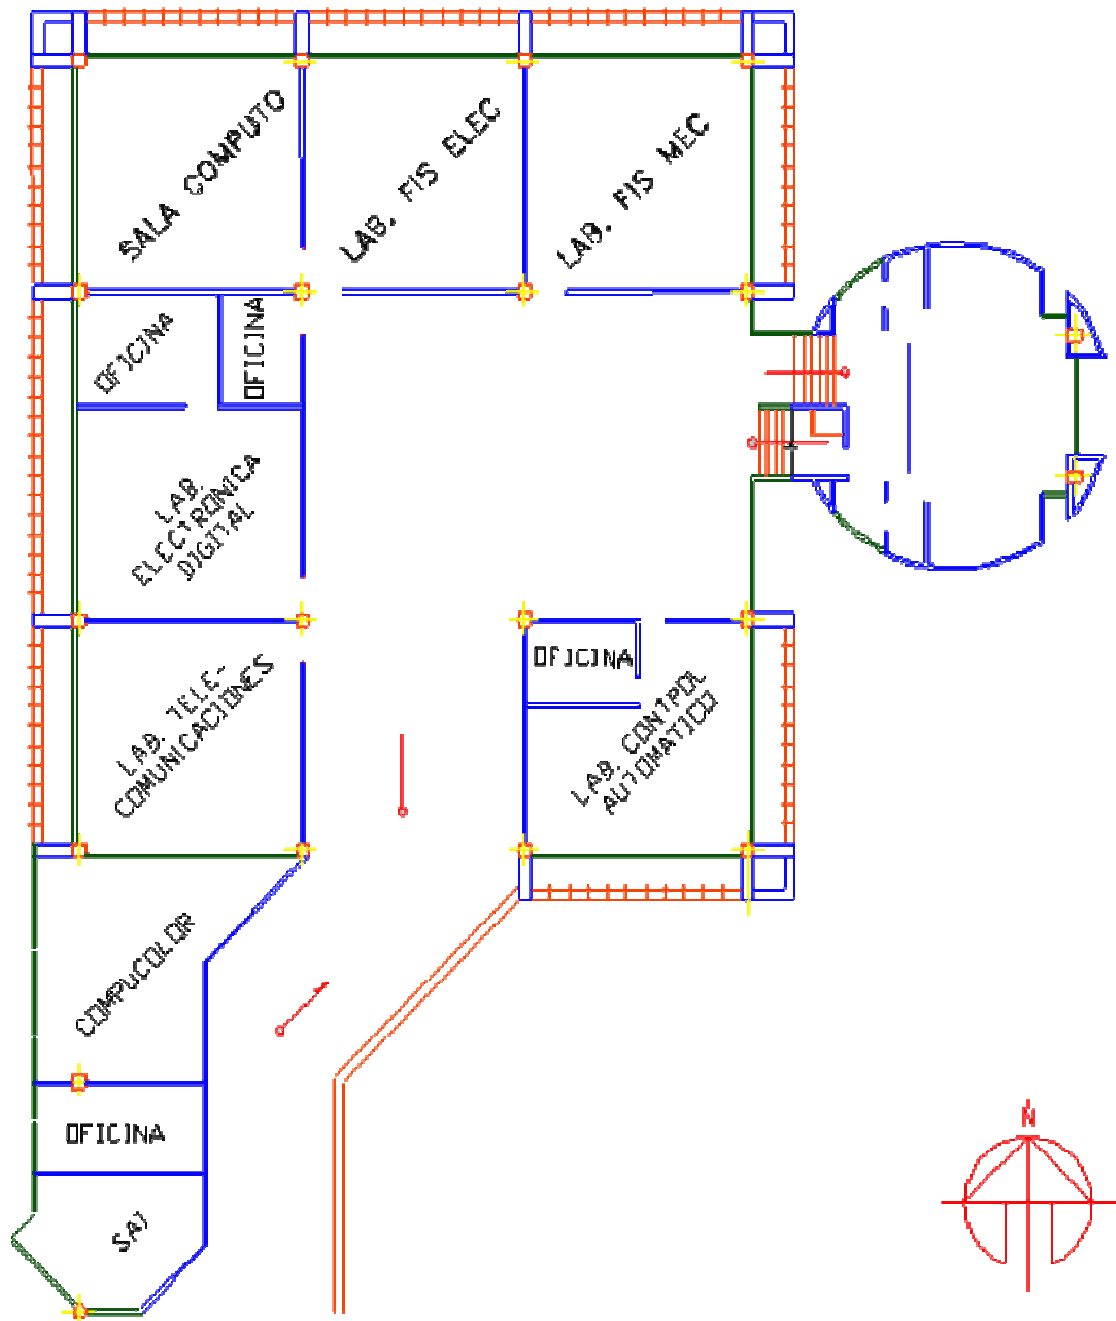 SALA COMPUTO
LAB. FIS ELEC
LAB. FIS MEC
OFICINA
OFICINA
LAB.
ELECTRONICA
DIGITAL
LAB. TELE-
COMUNICACIONES
OFICINA
LAB. CONTROL
AUTOMATICO
COMPUCOLOR
OFICINA
SAI
N